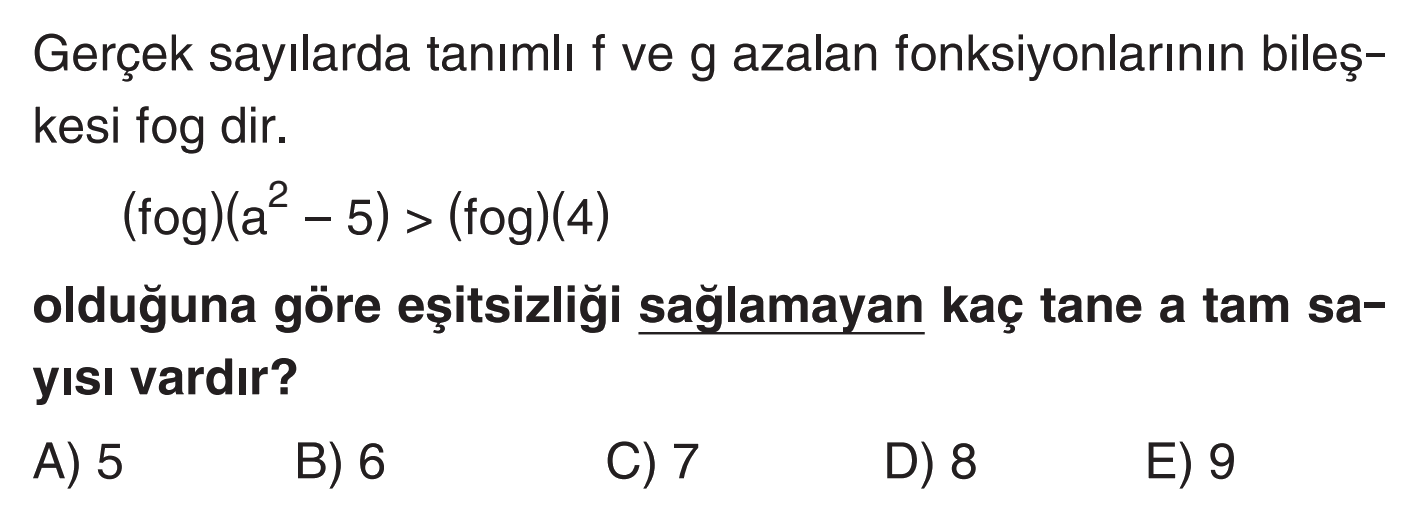 Gerçek sayılarda tanımlı f ve g azalan fonksiyonlarının bileş-
kesi fog dir.
(fog)(a² – 5) > (fog)(4)
olduğuna göre eşitsizliği sağlamayan kaç tane a tam sa-
yısı vardır?
A) 5 B) 6 C) 7 D) 8 E) 9